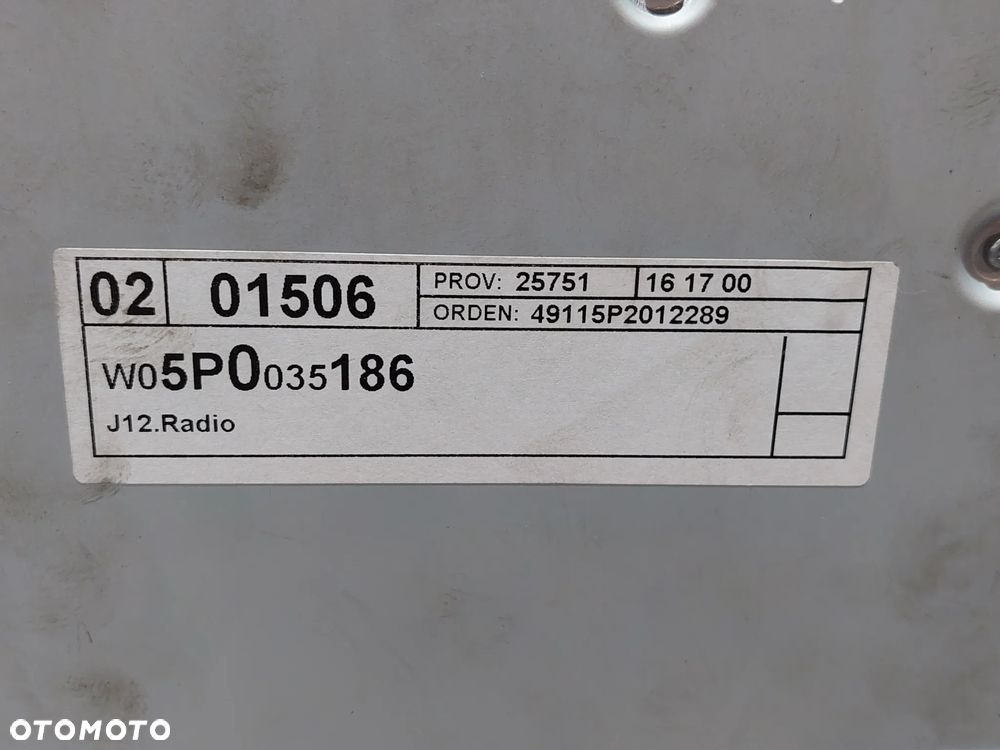 02 01506 PROV: 25751 16 17 00
ORDEN: 49115P2012289
W05P0035186
J12.Radio
OTOMOTO